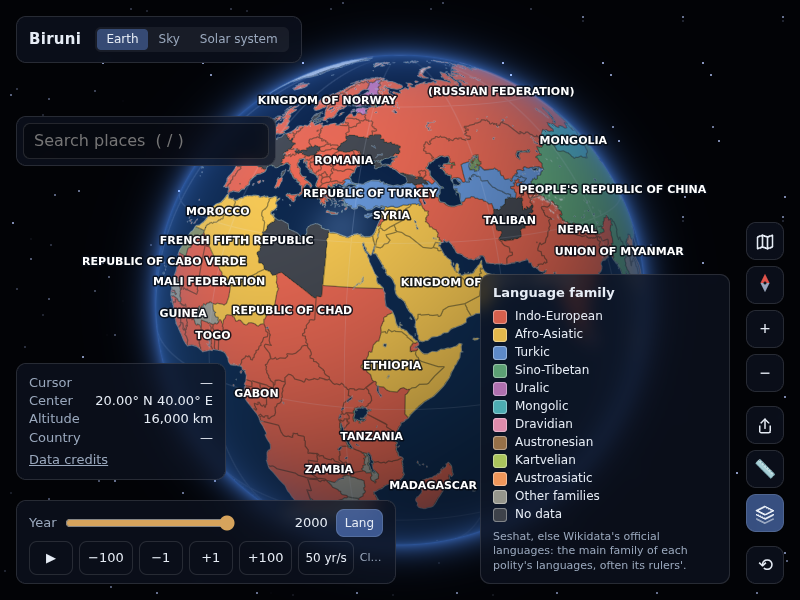 Biruni
Earth
Sky
Solar system
Search places ( / )
KINGDOM OF NORWAY
(RUSSIAN FEDERATION)
MONGOLIA
ROMANIA
REPUBLIC OF TURKEY
PEOPLE'S REPUBLIC OF CHINA
MOROCCO
SYRIA
TALIBAN
NEPAL
FRENCH FIFTH REPUBLIC
UNION OF MYANMAR
REPUBLIC OF CABO VERDE
MALI FEDERATION
KINGDOM OF
GUINEA
REPUBLIC OF CHAD
TOGO
ETHIOPIA
GABON
TANZANIA
ZAMBIA
MADAGASCAR
Language family
Indo-European
Afro-Asiatic
Turkic
Sino-Tibetan
Uralic
Mongolic
Dravidian
Austronesian
Kartvelian
Austroasiatic
Other families
No data
Seshat, else Wikidata's official
languages: the main family of each
polity's languages, often its rulers'.
Cursor —
Center 20.00° N 40.00° E
Altitude 16,000 km
Country —
Data credits
Year 2000 Lang
▶ −100 −1 +1 +100 50 yr/s Cl...
+
−